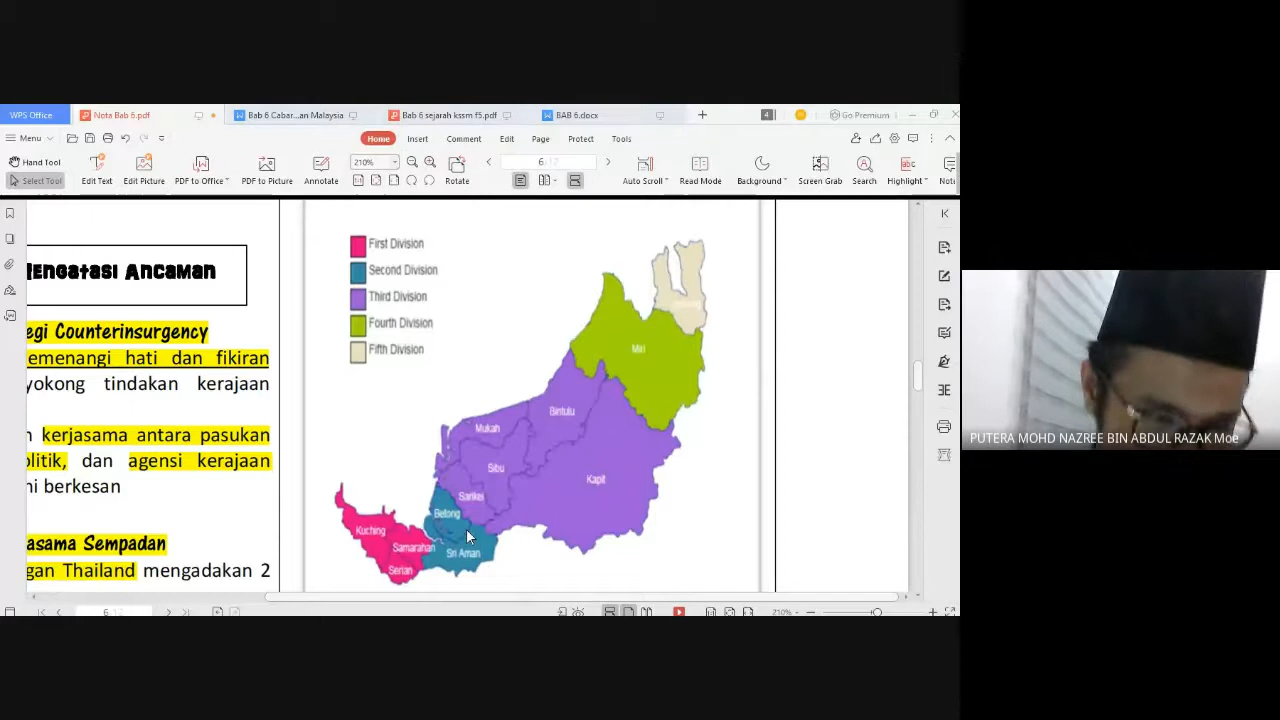 WPS Office
Nota Bab 6.pdf
Bab 6 Cabar...an Malaysia
Bab 6 sejarah kssm f5.pdf
BAB 6.docx
4
Go Premium
Menu
Home
Insert
Comment
Edit
Page
Protect
Tools
Hand Tool
Select Tool
Edit Text
Edit Picture
PDF to Office
PDF to Picture
Annotate
210%
Rotate
6
Auto Scroll
Read Mode
Background
Screen Grab
Search
Highlight
Mengatasi Ancaman
egi Counterinsurgency
emenangi hati dan fikiran
yokong tindakan kerajaan
n kerjasama antara pasukan
olitik, dan agensi kerajaan
ni berkesan
asama Sempadan
gan Thailand mengadakan 2
First Division
Second Division
Third Division
Fourth Division
Fifth Division
Miri
Bintulu
Mukah
Sibu
Kapit
Sarikei
Betong
Kuching
Samarahan
Sri Aman
Serian
210%
PUTERA MOHD NAZREE BIN ABDUL RAZAK Moe